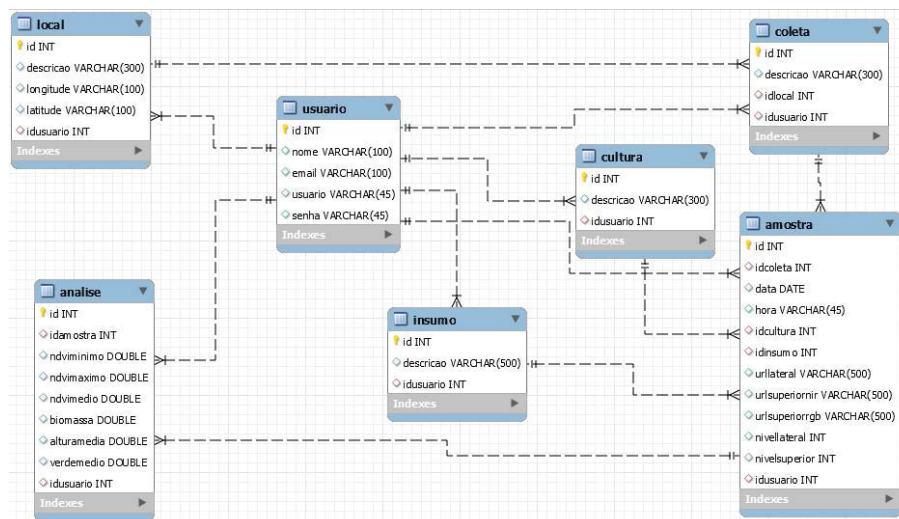 local
id INT
descricao VARCHAR(300)
longitude VARCHAR(100)
latitude VARCHAR(100)
idusuario INT
Indexes
usuario
id INT
nome VARCHAR(100)
email VARCHAR(100)
usuario VARCHAR(45)
senha VARCHAR(45)
Indexes
coleta
id INT
descricao VARCHAR(300)
idlocal INT
idusuario INT
Indexes
cultura
id INT
descricao VARCHAR(300)
idusuario INT
Indexes
amostra
id INT
idcoleta INT
data DATE
hora VARCHAR(45)
idcultura INT
idinsumo INT
urllateral VARCHAR(500)
urlsuperiornir VARCHAR(500)
urlsuperiorrgb VARCHAR(500)
nivellateral INT
nivelsuperior INT
idusuario INT
Indexes
analise
id INT
idamostra INT
ndviminimo DOUBLE
ndvimaximo DOUBLE
ndvimedio DOUBLE
biomassa DOUBLE
alturamedia DOUBLE
verdemedio DOUBLE
idusuario INT
Indexes
insumo
id INT
descricao VARCHAR(500)
idusuario INT
Indexes